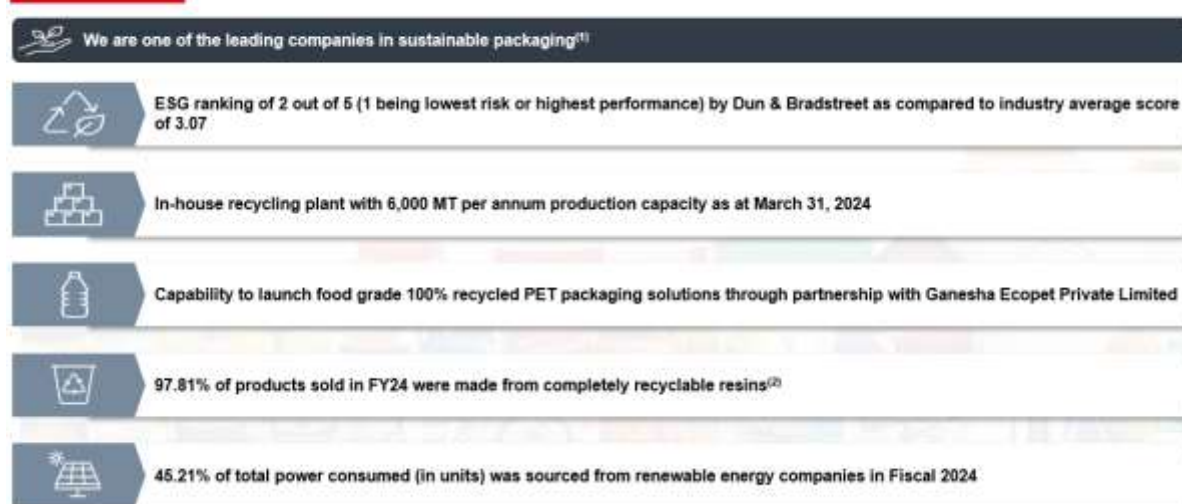 We are one of the leading companies in sustainable packaging(1)
ESG ranking of 2 out of 5 (1 being lowest risk or highest performance) by Dun & Bradstreet as compared to industry average score
of 3.07
In-house recycling plant with 6,000 MT per annum production capacity as at March 31, 2024
Capability to launch food grade 100% recycled PET packaging solutions through partnership with Ganesha Ecopet Private Limited
97.81% of products sold in FY24 were made from completely recyclable resins(2)
45.21% of total power consumed (in units) was sourced from renewable energy companies in Fiscal 2024